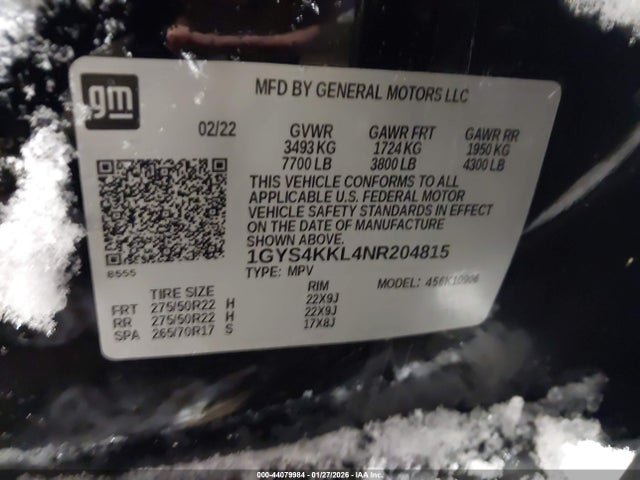 gm
MFD BY GENERAL MOTORS LLC
02/22 GVWR GAWR FRT GAWR RR
3493 KG 1724 KG 1950 KG
7700 LB 3800 LB 4300 LB
THIS VEHICLE CONFORMS TO ALL
APPLICABLE U.S. FEDERAL MOTOR
VEHICLE SAFETY STANDARDS IN EFFECT
ON THE DATE OF MANUFACTURE
SHOWN ABOVE.
8555
1GYS4KKL4NR204815
TYPE: MPV MODEL:
TIRE SIZE RIM
FRT 275/50R22 H 22X9J
RR 275/50R22 H 22X9J
SPA 265/70R17 S 17X8J
000-44079984 | 01/27/2026 | IAA Inc.